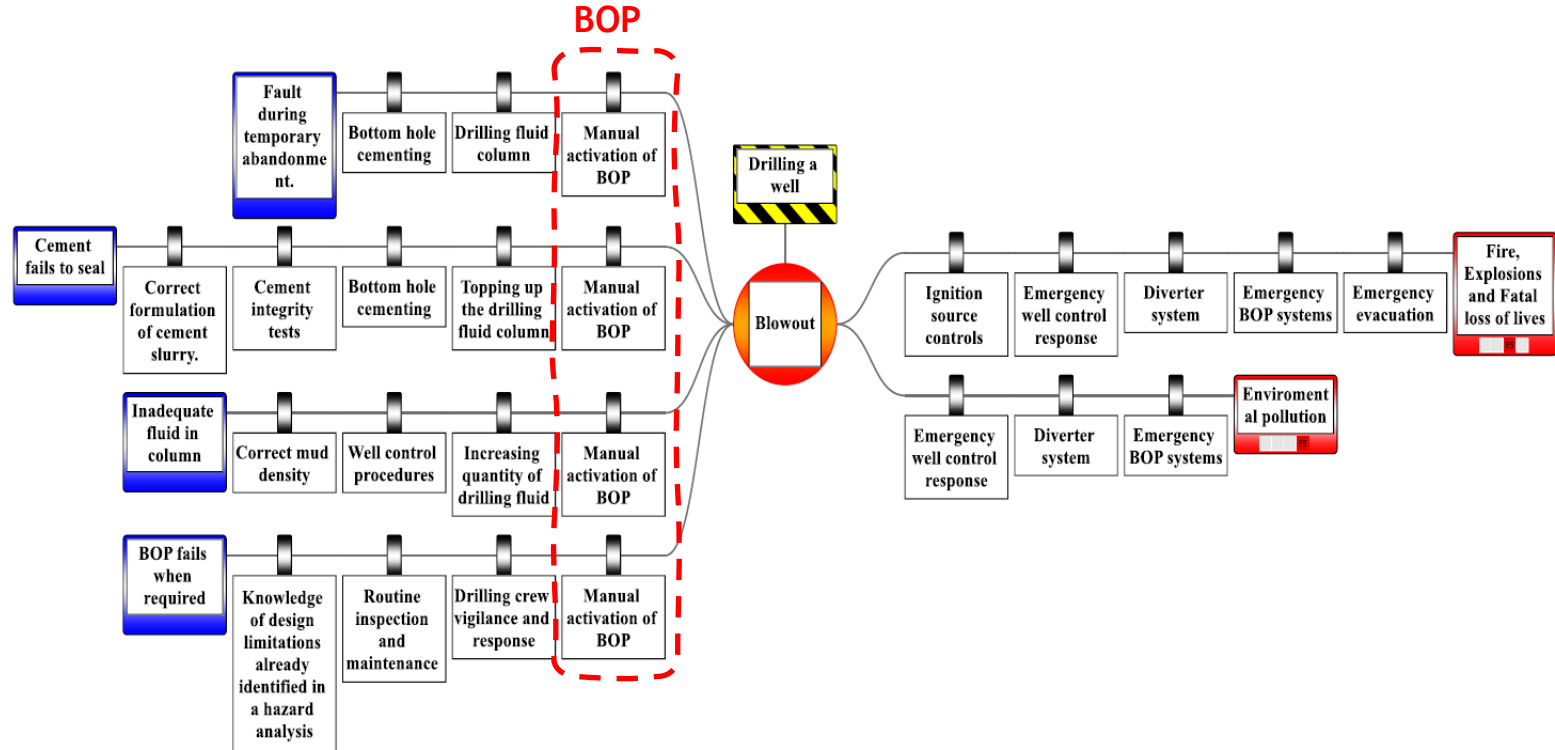 BOP
Fault
during
temporary
abandonme
nt.
Bottom hole
cementing
Drilling fluid
column
Manual
activation of
BOP
Drilling a
well
Cement
fails to seal
Correct
formulation
of cement
slurry.
Cement
integrity
tests
Bottom hole
cementing
Topping up
the drilling
fluid column
Manual
activation of
BOP
Blowout
Ignition
source
controls
Emergency
well control
response
Diverter
system
Emergency
BOP systems
Emergency
evacuation
Fire,
Explosions
and Fatal
loss of lives
Inadequate
fluid in
column
Correct mud
density
Well control
procedures
Increasing
quantity of
drilling fluid
Manual
activation of
BOP
Emergency
well control
response
Diverter
system
Emergency
BOP systems
Enviroment
al pollution
BOP fails
when
required
Knowledge
of design
limitations
already
identified in
a hazard
analysis
Routine
inspection
and
maintenance
Drilling crew
vigilance and
response
Manual
activation of
BOP